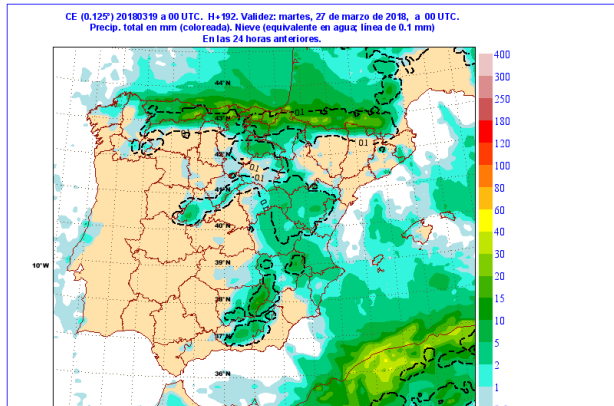 CE (0.125°) 20180319 a 00 UTC. H+192. Validez: martes, 27 de marzo de 2018, a 00 UTC.
Precip. total en mm (coloreada). Nieve (equivalente en agua; línea de 0.1 mm)
En las 24 horas anteriores.
400
300
250
180
120
100
80
60
40
30
20
15
10
5
2
1
44°N
43°N
42°N
41°N
40°N
39°N
38°N
37°N
36°N
10°W
0.1
0.1
0.1
0.1